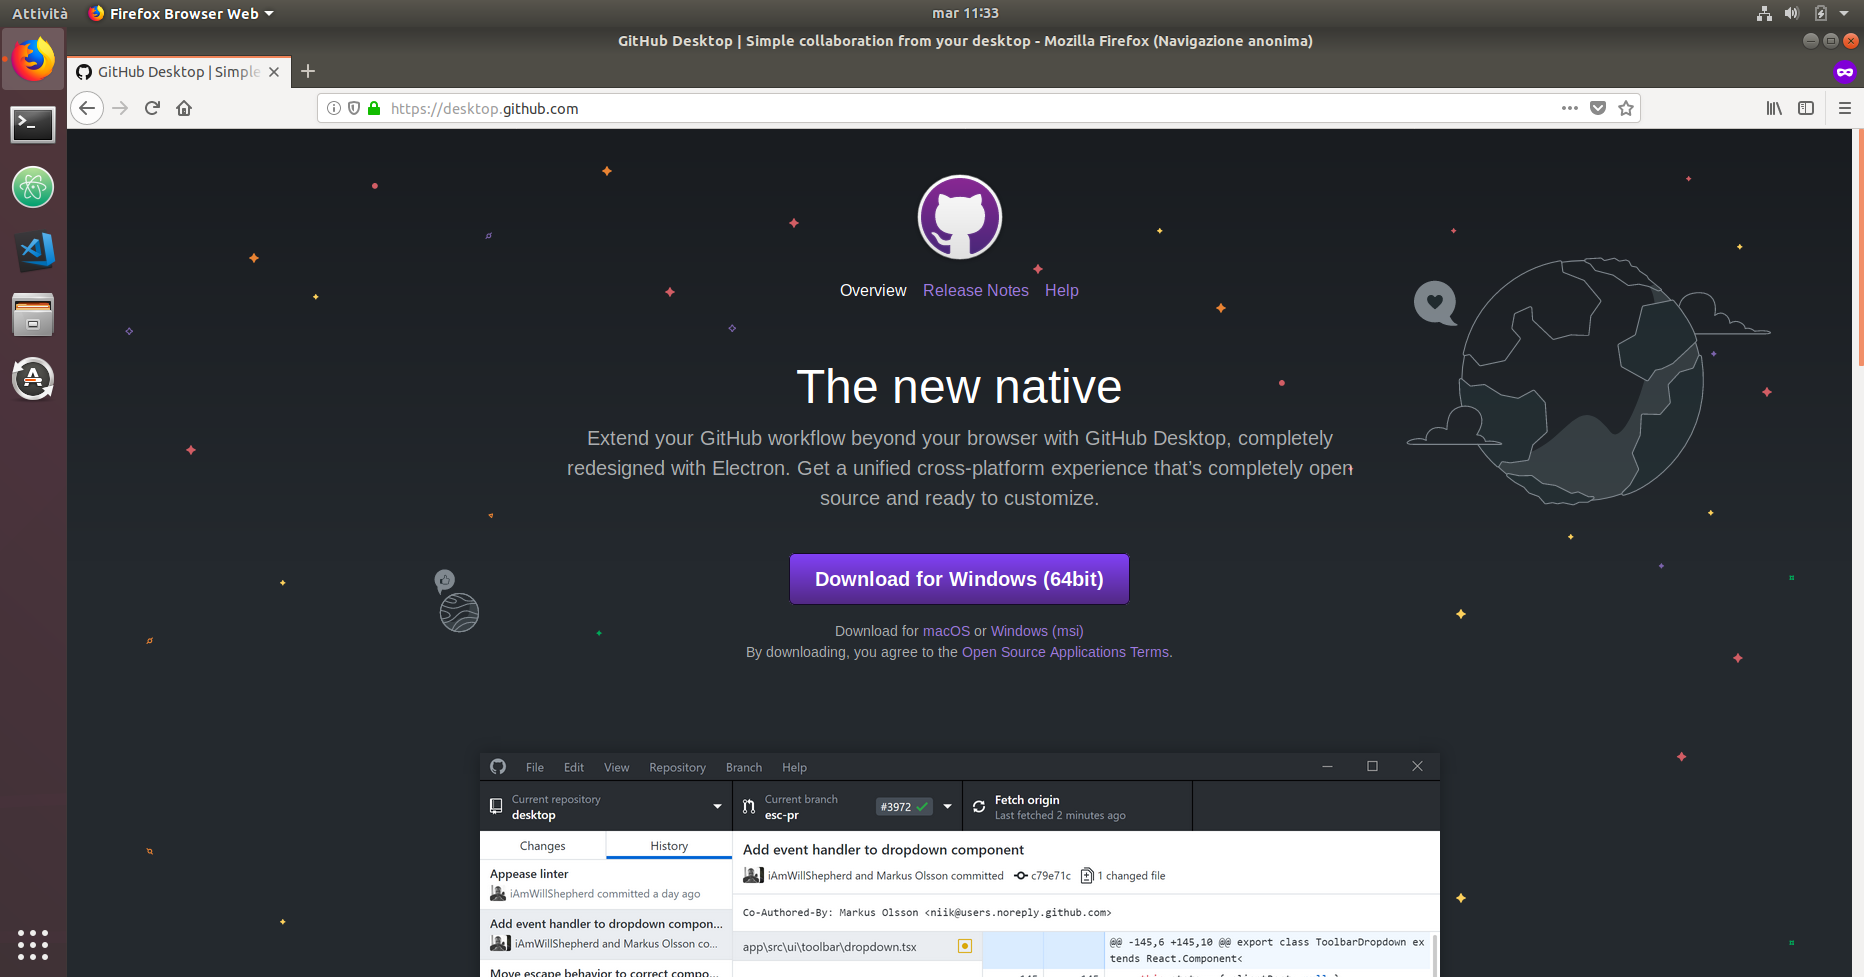 Attività
Firefox Browser Web
mar 11:33
GitHub Desktop | Simple collaboration from your desktop - Mozilla Firefox (Navigazione anonima)
GitHub Desktop | Simple
https://desktop.github.com
Overview Release Notes Help
The new native
Extend your GitHub workflow beyond your browser with GitHub Desktop, completely
redesigned with Electron. Get a unified cross-platform experience that's completely open
source and ready to customize.
Download for Windows (64bit)
Download for macOS or Windows (msi)
By downloading, you agree to the Open Source Applications Terms.
File Edit View Repository Branch Help
Current repository
desktop
Current branch
esc-pr
#3972
Fetch origin
Last fetched 2 minutes ago
Changes
History
Appease linter
iAmWillShepherd committed a day ago
Add event handler to dropdown compon...
iAmWillShepherd and Markus Olsson co...
Move escape behavior to correct compo...
Add event handler to dropdown component
iAmWillShepherd and Markus Olsson committed
c79e71c
1 changed file
Co-Authored-By: Markus Olsson <niik@users.noreply.github.com>
app\src\ui\toolbar\dropdown.tsx
@@ -145,6 +145,10 @@ export class ToolbarDropdown ex
tends React.Component<
145 145